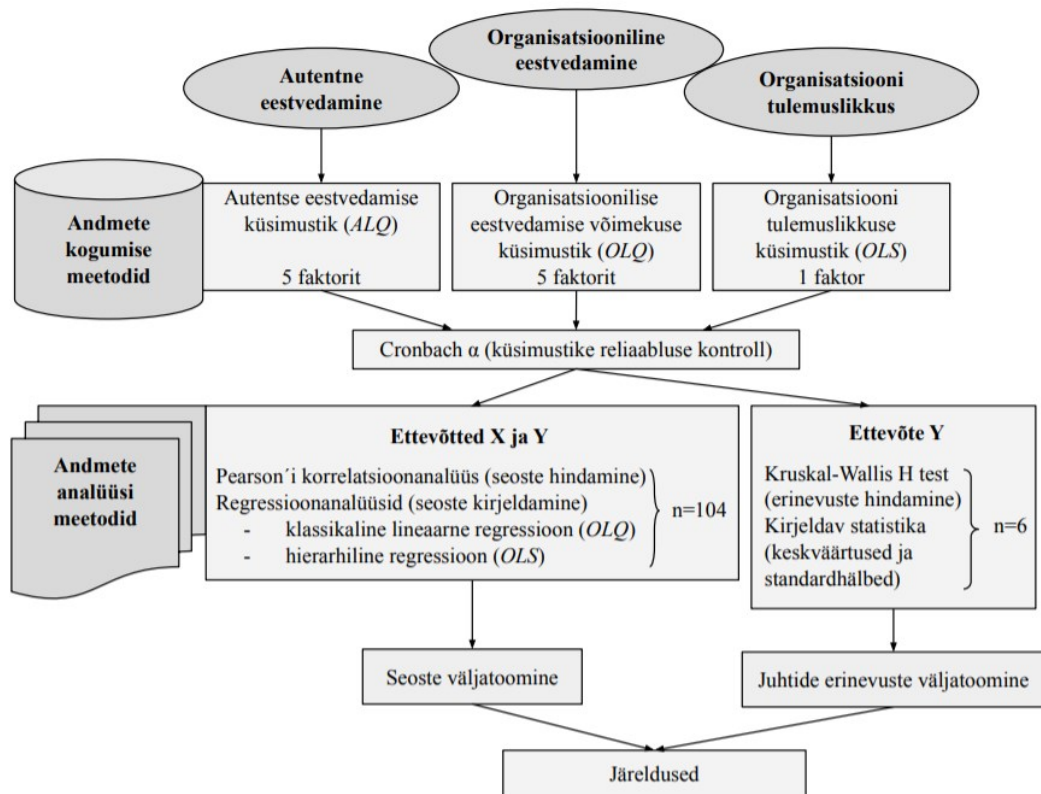 Autentne
eestvedamine
Organisatsiooniline
eestvedamine
Organisatsiooni
tulemuslikkus
Andmete
kogumise
meetodid
Autentse eestvedamise
küsimustik (ALQ)
5 faktorit
Organisatsioonilise
eestvedamise võimekuse
küsimustik (OLQ)
5 faktorit
Organisatsiooni
tulemuslikkuse
küsimustik (OLS)
1 faktor
Cronbach α (küsimustike reliaabluse kontroll)
Andmete
analüüsi
meetodid
Ettevõtted X ja Y
Pearson´i korrelatsioonanalüüs (seoste hindamine)
Regressioonanalüüsid (seoste kirjeldamine)
- klassikaline lineaarne regressioon (OLQ)
- hierarhiline regressioon (OLS)
n=104
Ettevõte Y
Kruskal-Wallis H test
(erinevuste hindamine)
Kirjeldav statistika
(keskväärtused ja
standardhälbed)
n=6
Seoste väljatoomine
Juhtide erinevuste väljatoomine
Järeldused